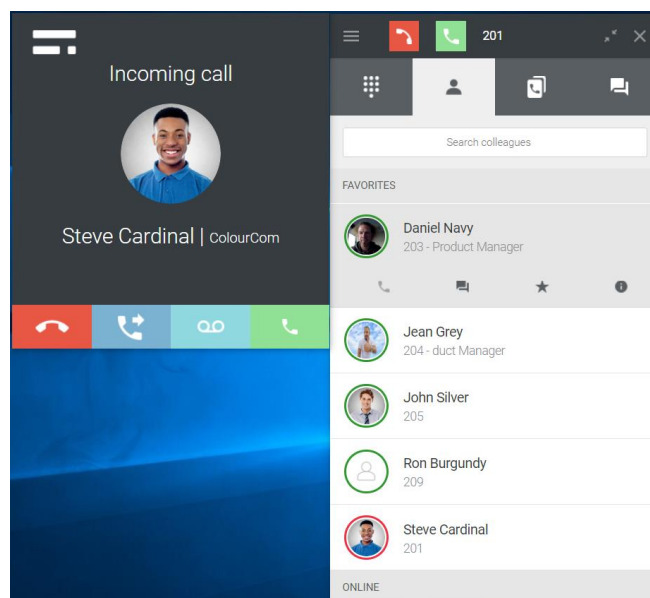 Incoming call
Steve Cardinal | ColourCom
201
Search colleagues
FAVORITES
Daniel Navy
203 - Product Manager
Jean Grey
204 - duct Manager
John Silver
205
Ron Burgundy
209
Steve Cardinal
201
ONLINE